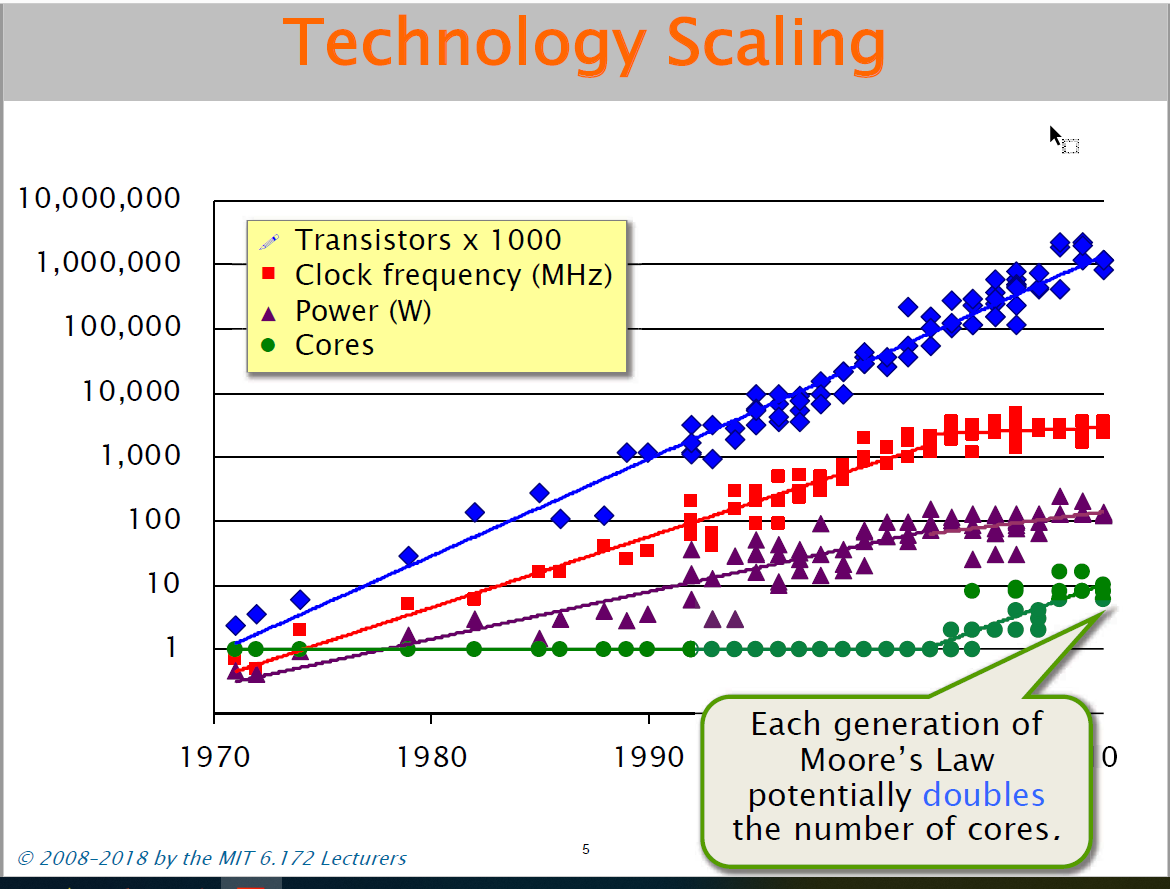 Technology Scaling
10,000,000
1,000,000
100,000
10,000
1,000
100
10
1
Transistors x 1000
Clock frequency (MHz)
Power (W)
Cores
1970
1980
1990
0
Each generation of
Moore's Law
potentially doubles
the number of cores.
© 2008-2018 by the MIT 6.172 Lecturers
5